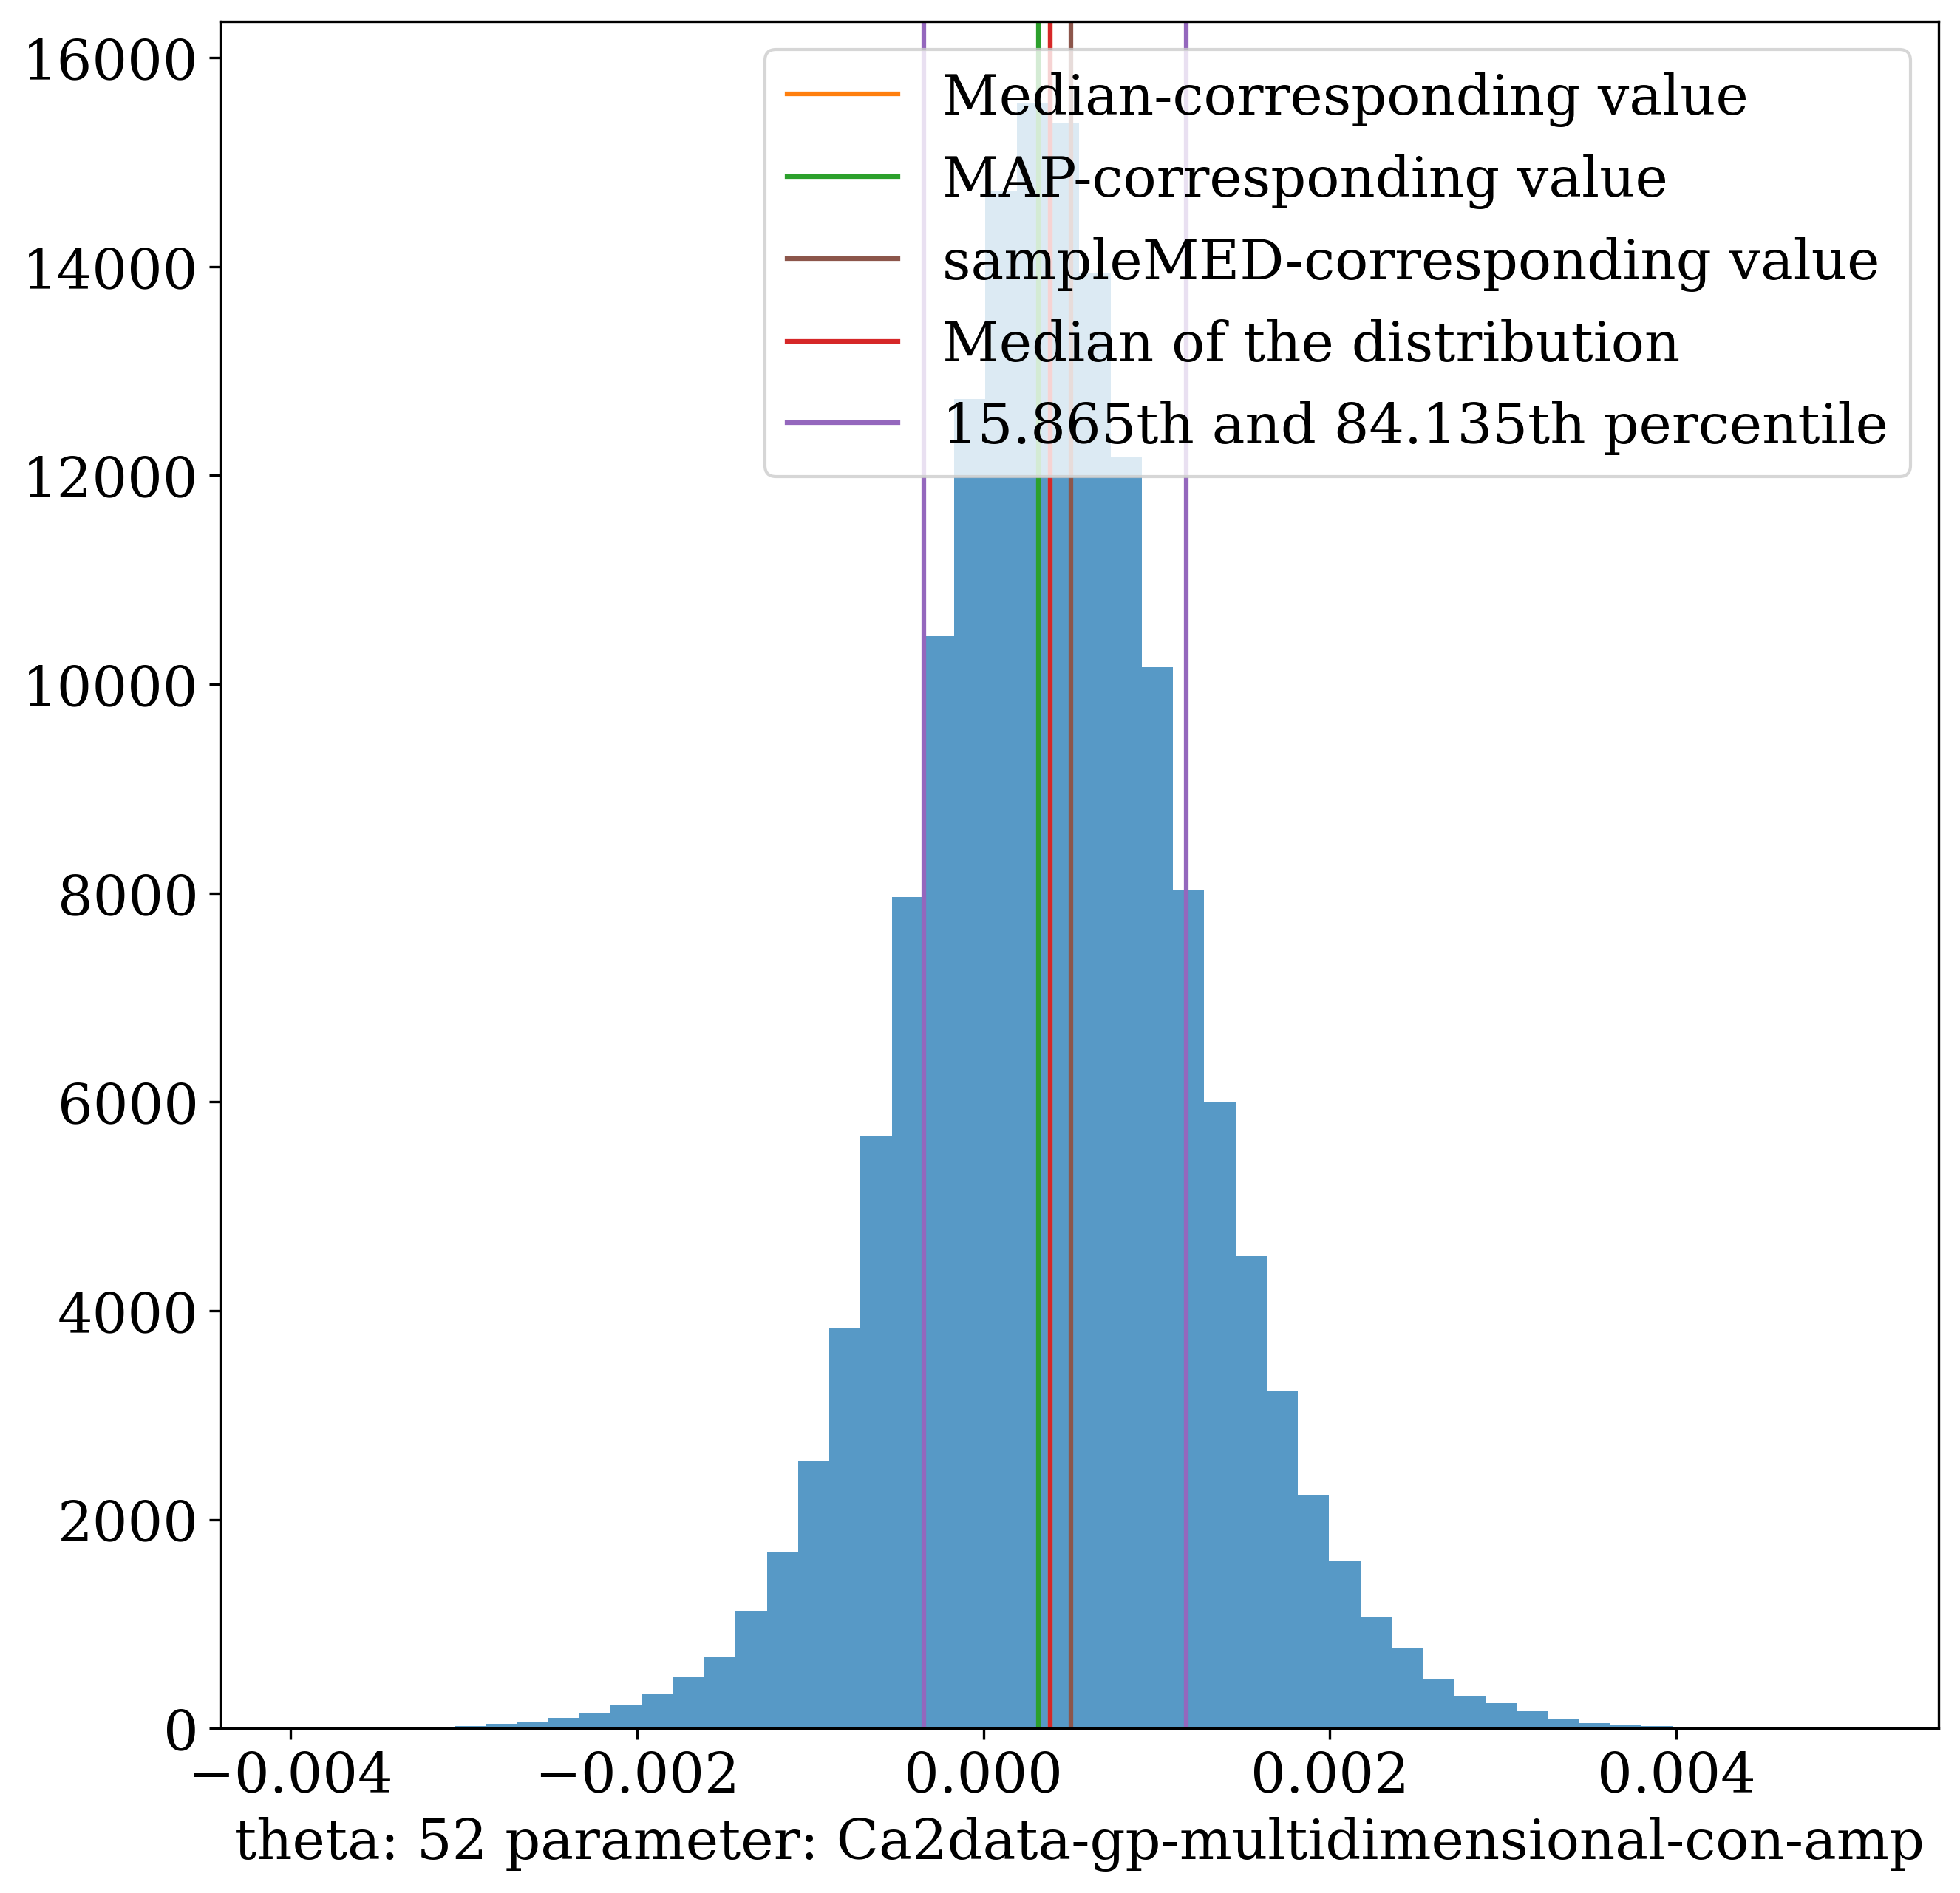 16000
14000
12000
10000
8000
6000
4000
2000
0
Median-corresponding value
MAP-corresponding value
sampleMED-corresponding value
Median of the distribution
15.865th and 84.135th percentile
−0.004 −0.002 0.000 0.002 0.004
theta: 52 parameter: Ca2data-gp-multidimensional-con-amp